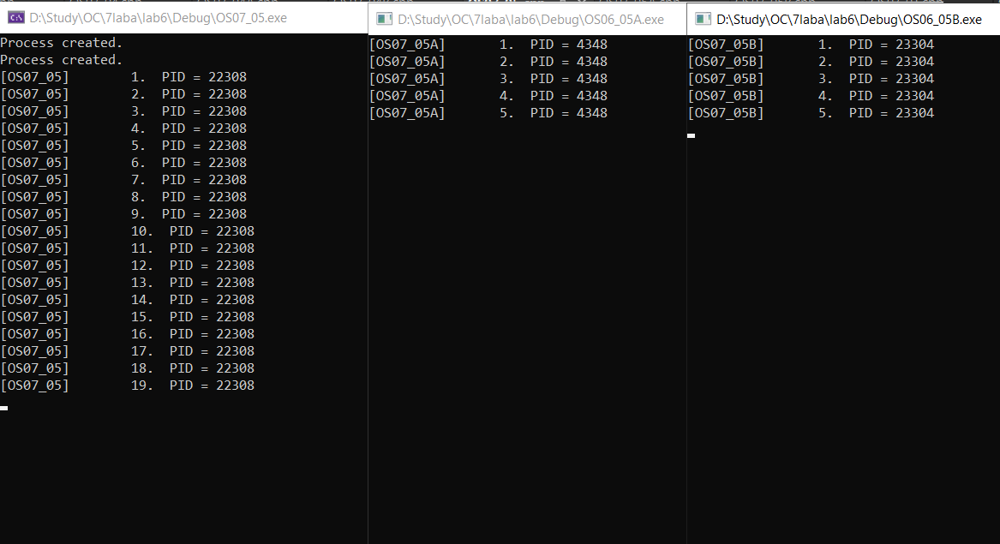 D:\Study\OC\7laba\lab6\Debug\OS07_05.exe
Process created.
Process created.
[OS07_05] 1. PID = 22308
[OS07_05] 2. PID = 22308
[OS07_05] 3. PID = 22308
[OS07_05] 4. PID = 22308
[OS07_05] 5. PID = 22308
[OS07_05] 6. PID = 22308
[OS07_05] 7. PID = 22308
[OS07_05] 8. PID = 22308
[OS07_05] 9. PID = 22308
[OS07_05] 10. PID = 22308
[OS07_05] 11. PID = 22308
[OS07_05] 12. PID = 22308
[OS07_05] 13. PID = 22308
[OS07_05] 14. PID = 22308
[OS07_05] 15. PID = 22308
[OS07_05] 16. PID = 22308
[OS07_05] 17. PID = 22308
[OS07_05] 18. PID = 22308
[OS07_05] 19. PID = 22308
D:\Study\OC\7laba\lab6\Debug\OS06_05A.exe
[OS07_05A] 1. PID = 4348
[OS07_05A] 2. PID = 4348
[OS07_05A] 3. PID = 4348
[OS07_05A] 4. PID = 4348
[OS07_05A] 5. PID = 4348
D:\Study\OC\7laba\lab6\Debug\OS06_05B.exe
[OS07_05B] 1. PID = 23304
[OS07_05B] 2. PID = 23304
[OS07_05B] 3. PID = 23304
[OS07_05B] 4. PID = 23304
[OS07_05B] 5. PID = 23304